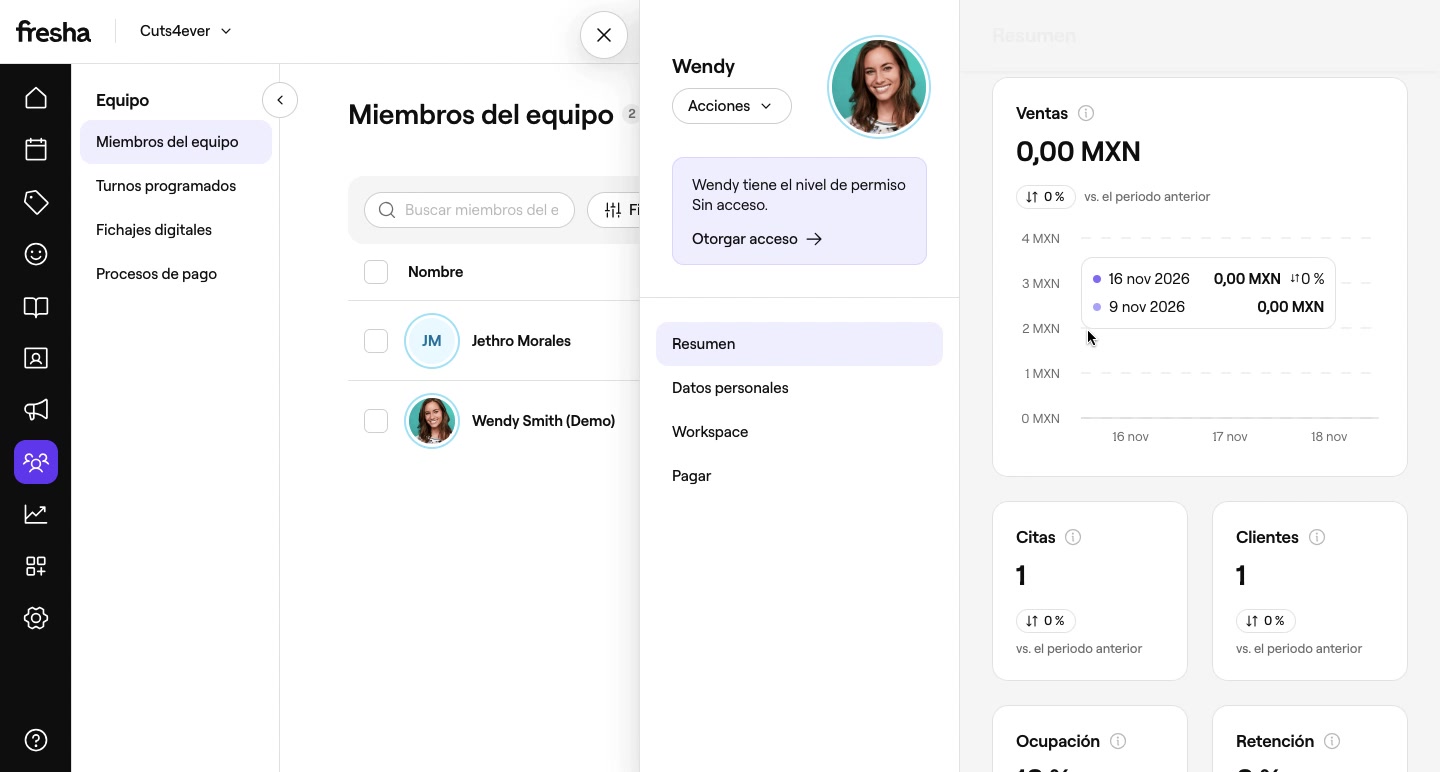 fresha
Cuts4ever
Equipo
Miembros del equipo
Turnos programados
Fichajes digitales
Procesos de pago
Miembros del equipo 2
Buscar miembros del e
Fi
Nombre
JM Jethro Morales
Wendy Smith (Demo)
Wendy
Acciones
Wendy tiene el nivel de permiso
Sin acceso.
Otorgar acceso
Resumen
Datos personales
Workspace
Pagar
Resumen
Ventas
0,00 MXN
0 % vs. el periodo anterior
4 MXN
3 MXN
2 MXN
1 MXN
0 MXN
16 nov 2026 0,00 MXN 0 %
9 nov 2026 0,00 MXN
16 nov 17 nov 18 nov
Citas
1
0 %
vs. el periodo anterior
Clientes
1
0 %
vs. el periodo anterior
Ocupación
Retención